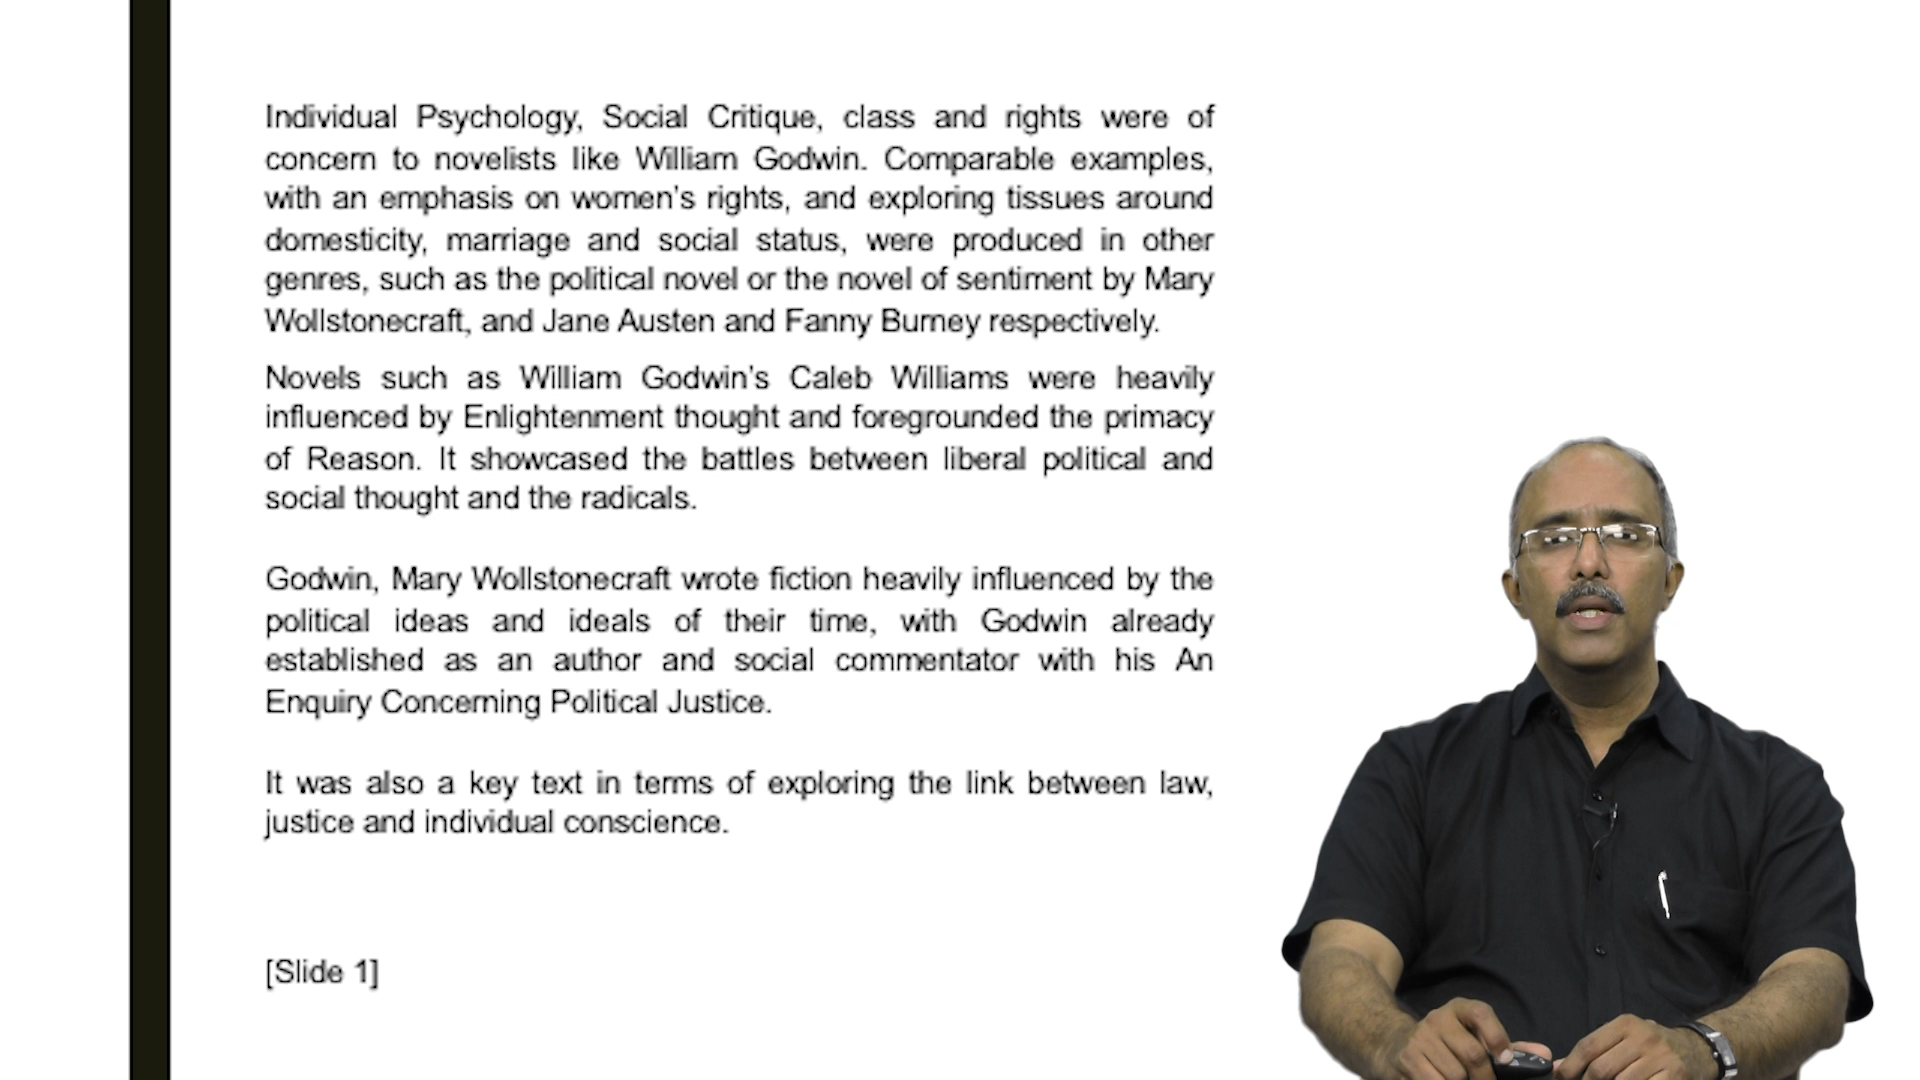 Individual Psychology, Social Critique, class and rights were of
concern to novelists like William Godwin. Comparable examples,
with an emphasis on women's rights, and exploring tissues around
domesticity, marriage and social status, were produced in other
genres, such as the political novel or the novel of sentiment by Mary
Wollstonecraft, and Jane Austen and Fanny Burney respectively.
Novels such as William Godwin's Caleb Williams were heavily
influenced by Enlightenment thought and foregrounded the primacy
of Reason. It showcased the battles between liberal political and
social thought and the radicals.
Godwin, Mary Wollstonecraft wrote fiction heavily influenced by the
political ideas and ideals of their time, with Godwin already
established as an author and social commentator with his An
Enquiry Concerning Political Justice.
It was also a key text in terms of exploring the link between law,
justice and individual conscience.
[Slide 1]